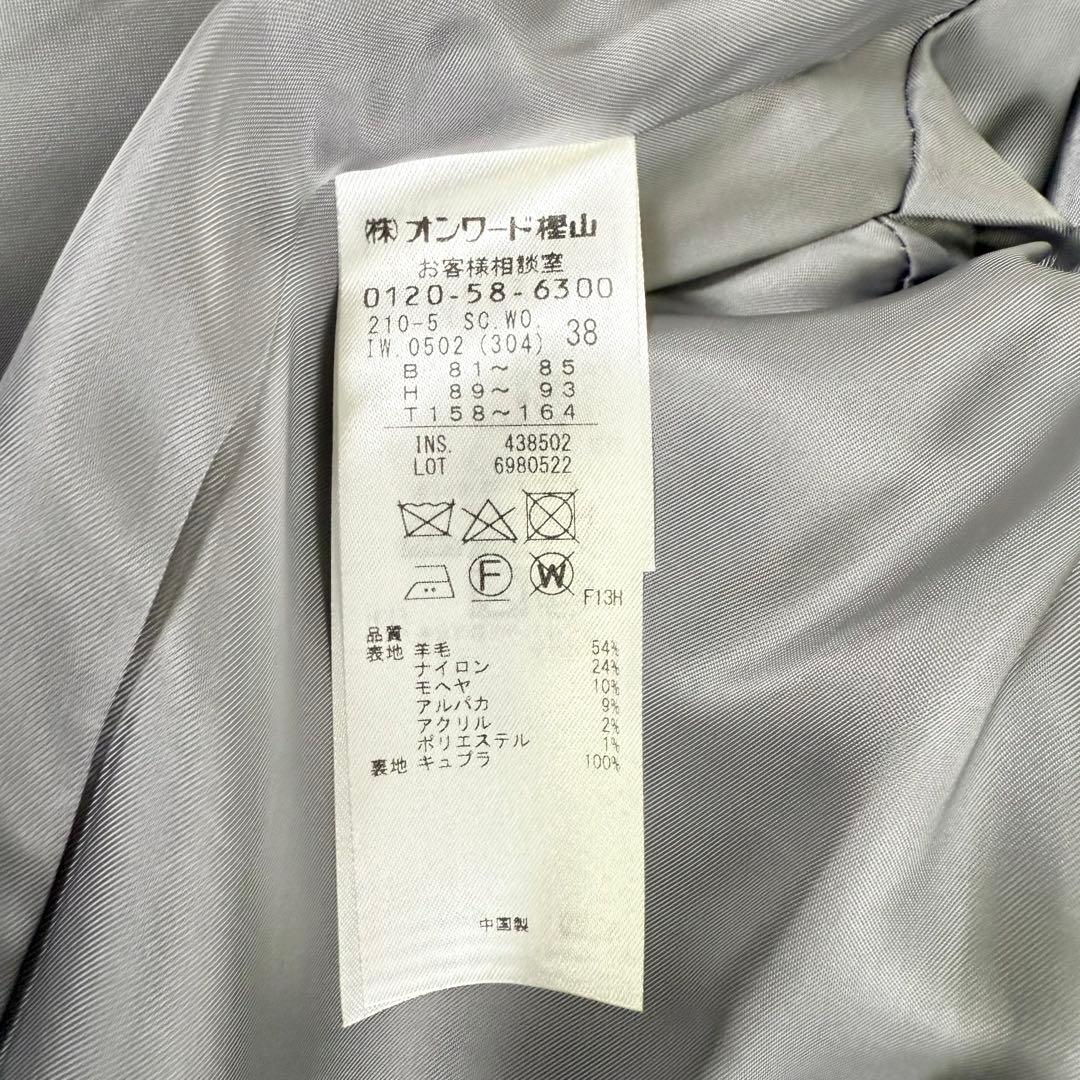 ㈱オンワード樫山
お客様相談室
0120-58-6300
210-5 SC.WO.
IW.0502 (304) 38
B 81～ 85
H 89～ 93
T 158～164
INS. 438502
LOT 6980522
F
W
F13H
品質
表地 羊毛 54%
ナイロン 24%
モヘヤ 10%
アルパカ 9%
アクリル 2%
ポリエステル 1%
裏地 キュプラ 100%
中国製